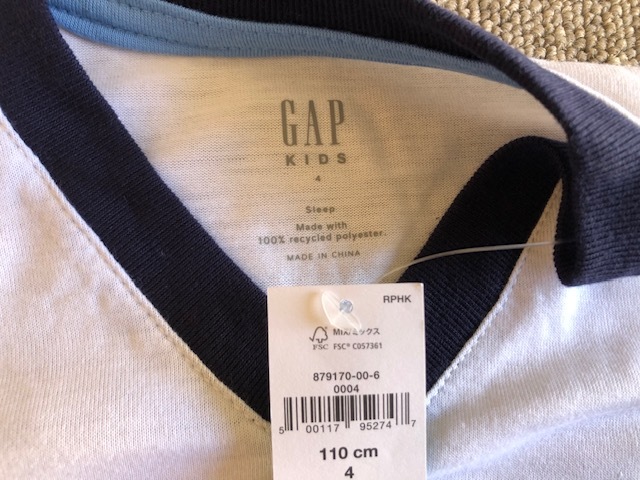 GAP
KIDS
4
Sleep
Made with
100% recycled polyester.
MADE IN CHINA
RPHK
FSC
MIX/ミックス
FSC® C057361
879170-00-6
0004
5 00117 95274 7
110 cm
4